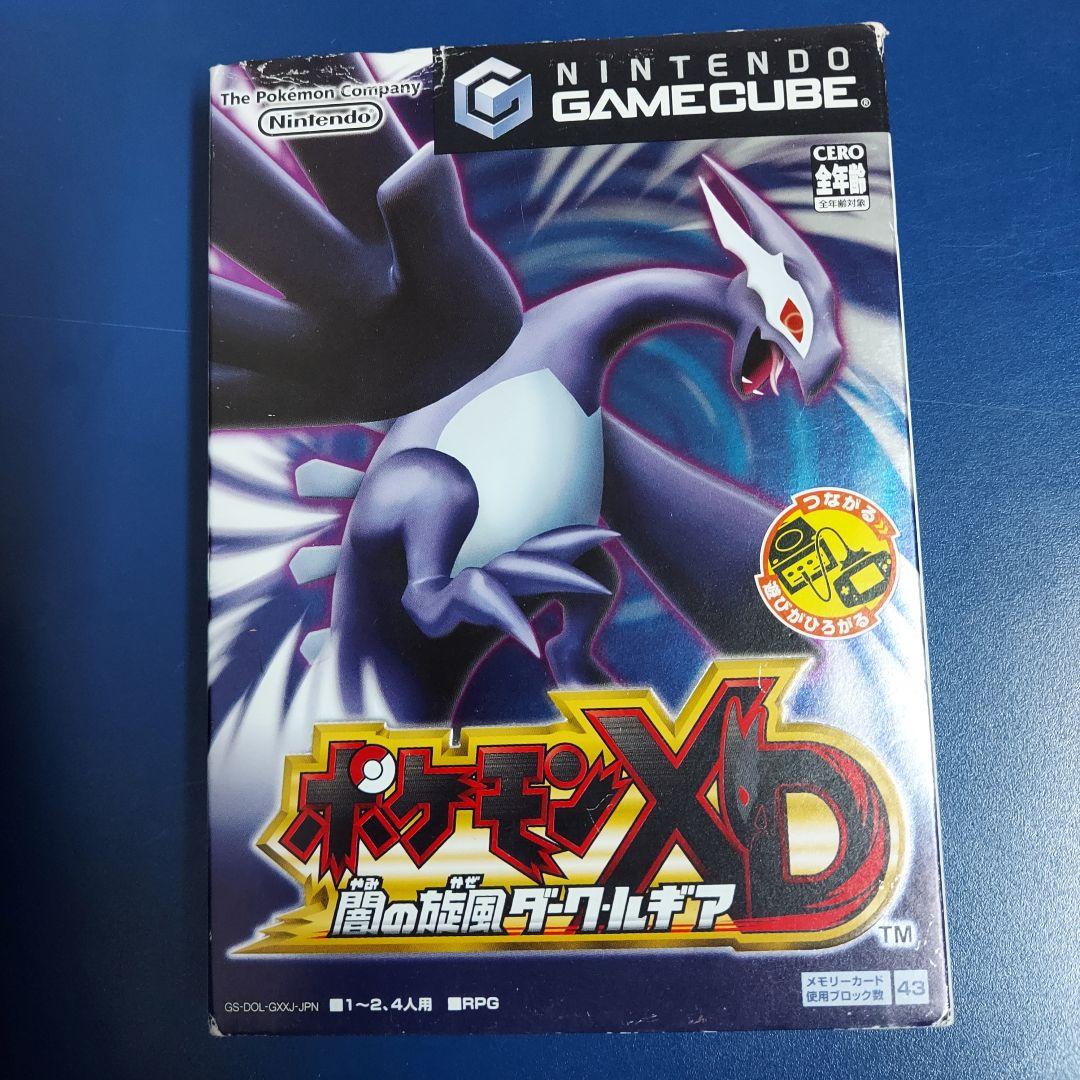 The Pokémon Company
Nintendo
NINTENDO
GAMECUBE®
CERO
全年齢
全年齢対象
つながる
遊びがひろがる
ポケモンXD
やみ かぜ
闇の旋風ダーク・ルギア
TM
メモリーカード
使用ブロック数 43
GS-DOL-GXXJ-JPN ■1〜2、4人用 ■RPG